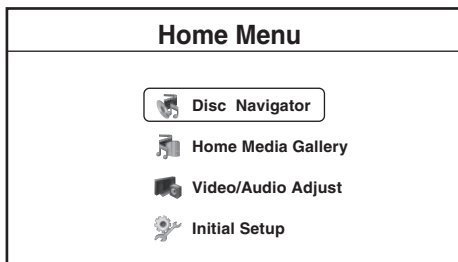 Home Menu
Disc Navigator
Home Media Gallery
Video/Audio Adjust
Initial Setup